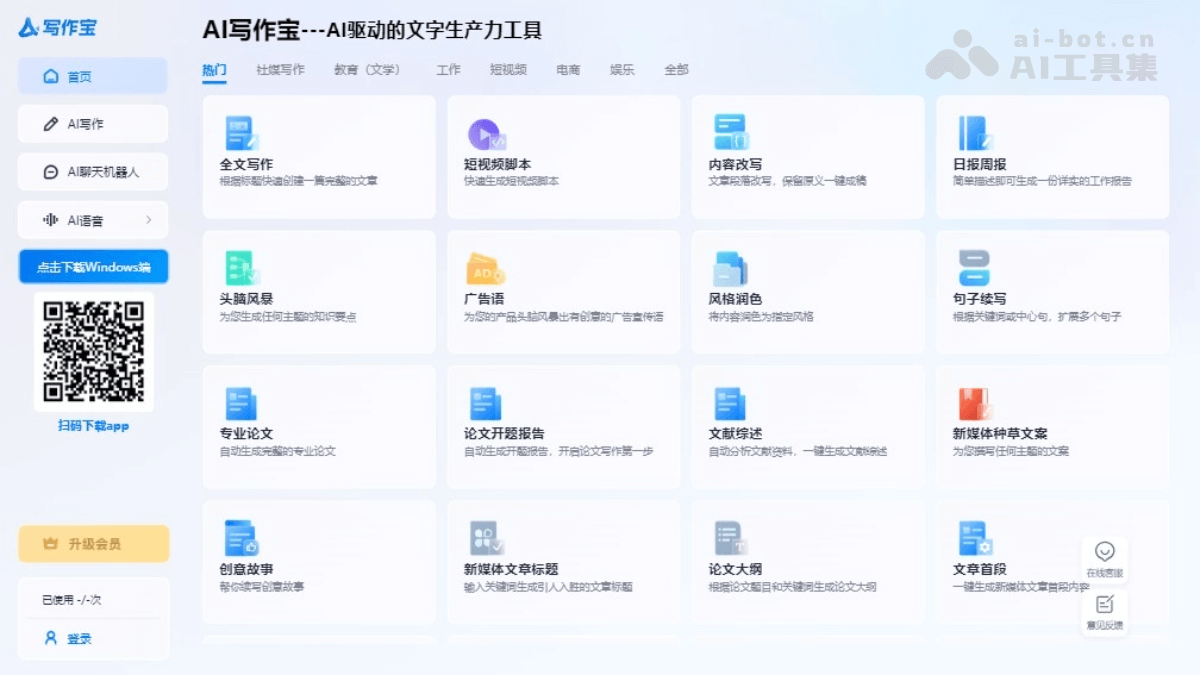 写作宝
首页
AI写作
AI聊天机器人
AI语音
点击下载Windows端
扫码下载app
升级会员
已使用 -/-次
登录
AI写作宝---AI驱动的文字生产力工具
热门 社媒写作 教育（文学） 工作 短视频 电商 娱乐 全部
ai-bot.cn
AI工具集
全文写作
根据标题快速创建一篇完整的文章
短视频脚本
快速生成短视频脚本
内容改写
文章段落改写，保留原义一键成稿
日报周报
简单描述即可生成一份详实的工作报告
头脑风暴
为您生成任何主题的知识要点
AD
广告语
为您的产品头脑风暴出有创意的广告宣传语
风格润色
将内容润色为指定风格
句子续写
根据关键词或中心句，扩展多个句子
专业论文
自动生成完整的专业论文
论文开题报告
自动生成开题报告，开启论文写作第一步
文献综述
自动分析文献资料，一键生成文献综述
新媒体种草文案
为您撰写任何主题的文案
创意故事
帮你续写创意故事
新媒体文章标题
输入关键词生成引人入胜的文章标题
论文大纲
根据论文题目和关键词生成论文大纲
文章首段
一键生成新媒体文章首段内容
在线客服
意见反馈